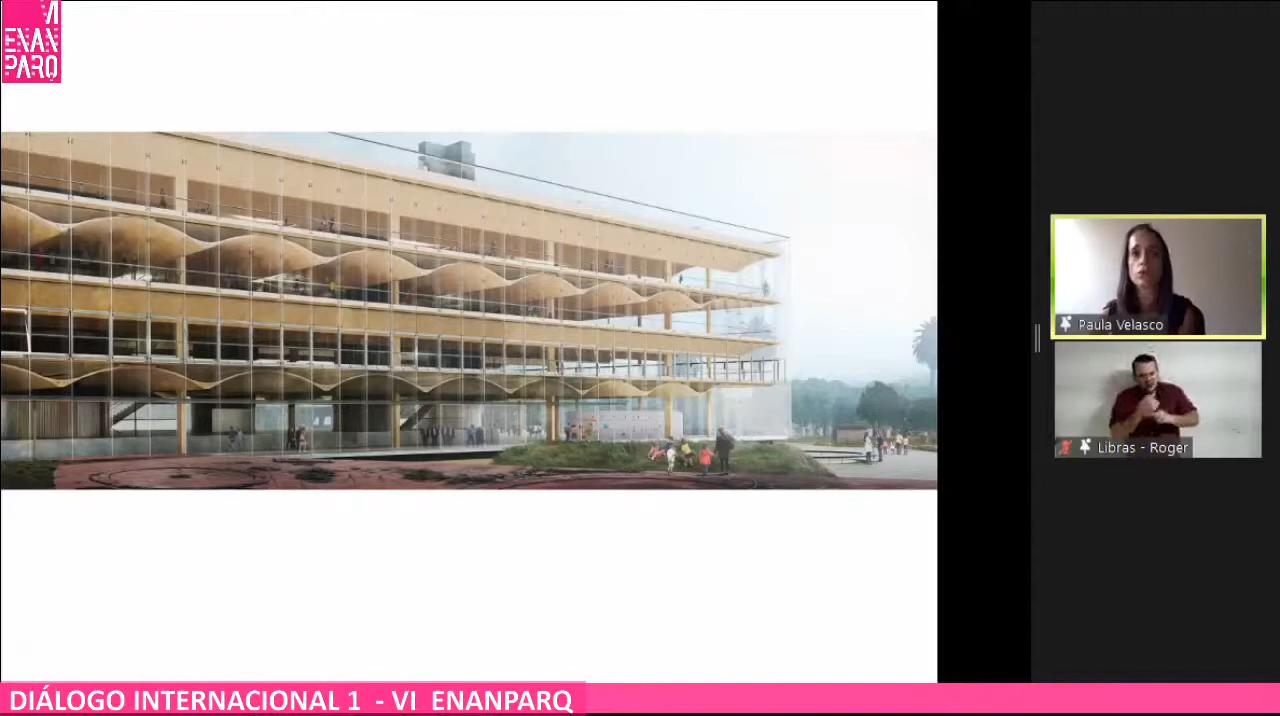 VI
ENAN
PARQ
Paula Velasco
Libras - Roger
DIÁLOGO INTERNACIONAL 1 - VI ENANPARQ